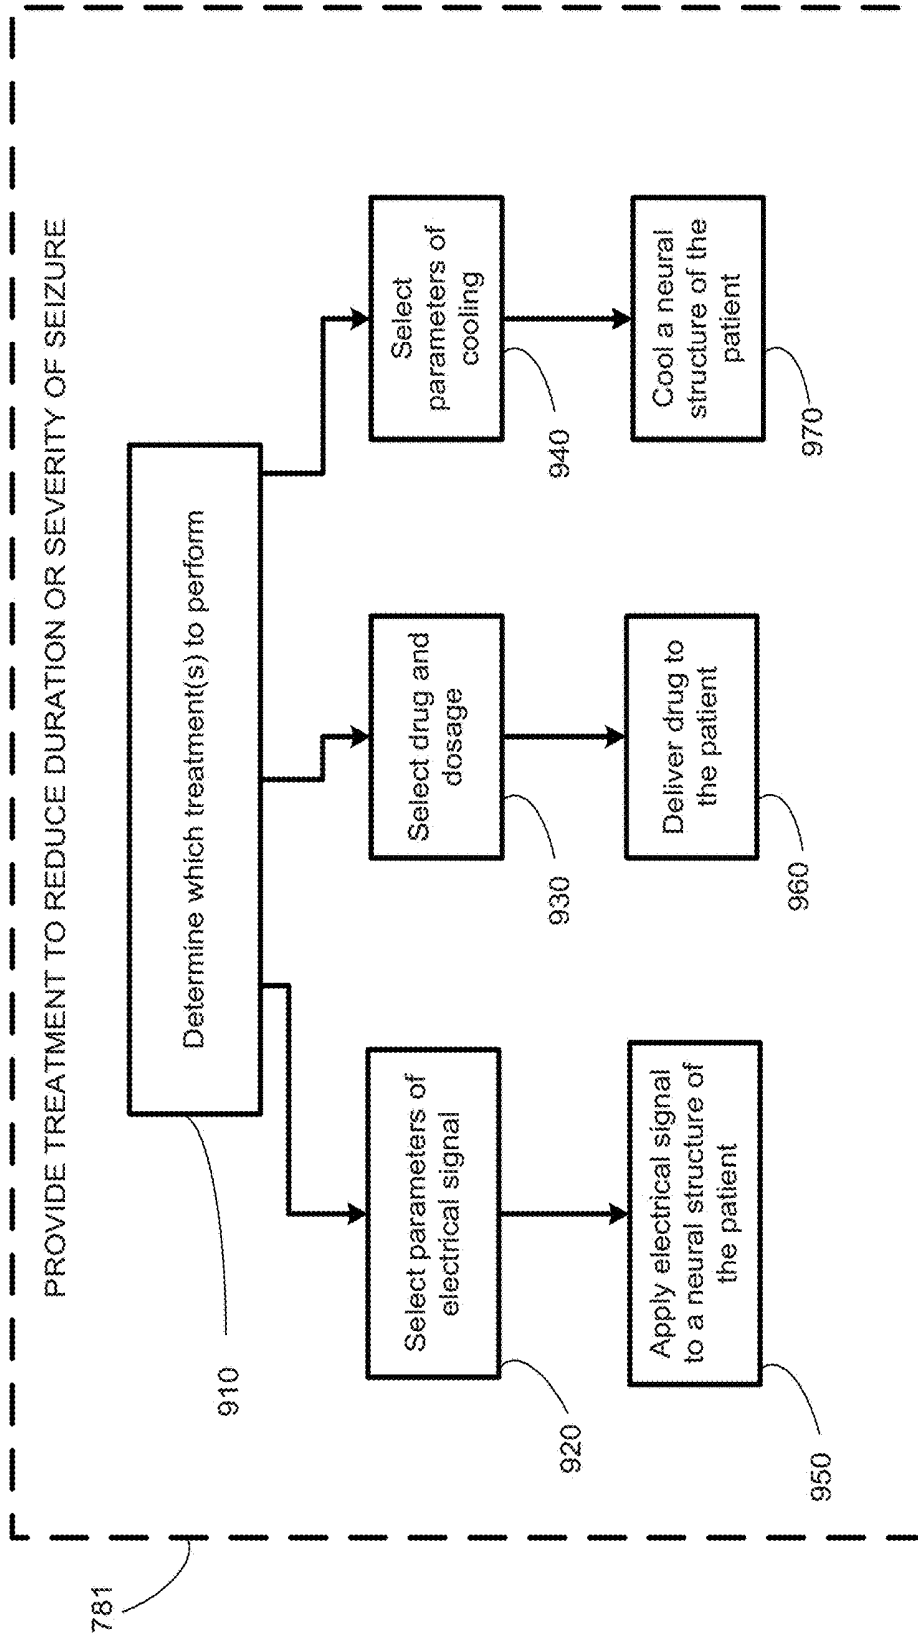 781
PROVIDE TREATMENT TO REDUCE DURATION OR SEVERITY OF SEIZURE
910
Determine which treatment(s) to perform
920
Select parameters of
electrical signal
930
Select drug and
dosage
940
Select
parameters of
cooling
950
Apply electrical signal
to a neural structure of
the patient
960
Deliver drug to
the patient
970
Cool a neural
structure of the
patient